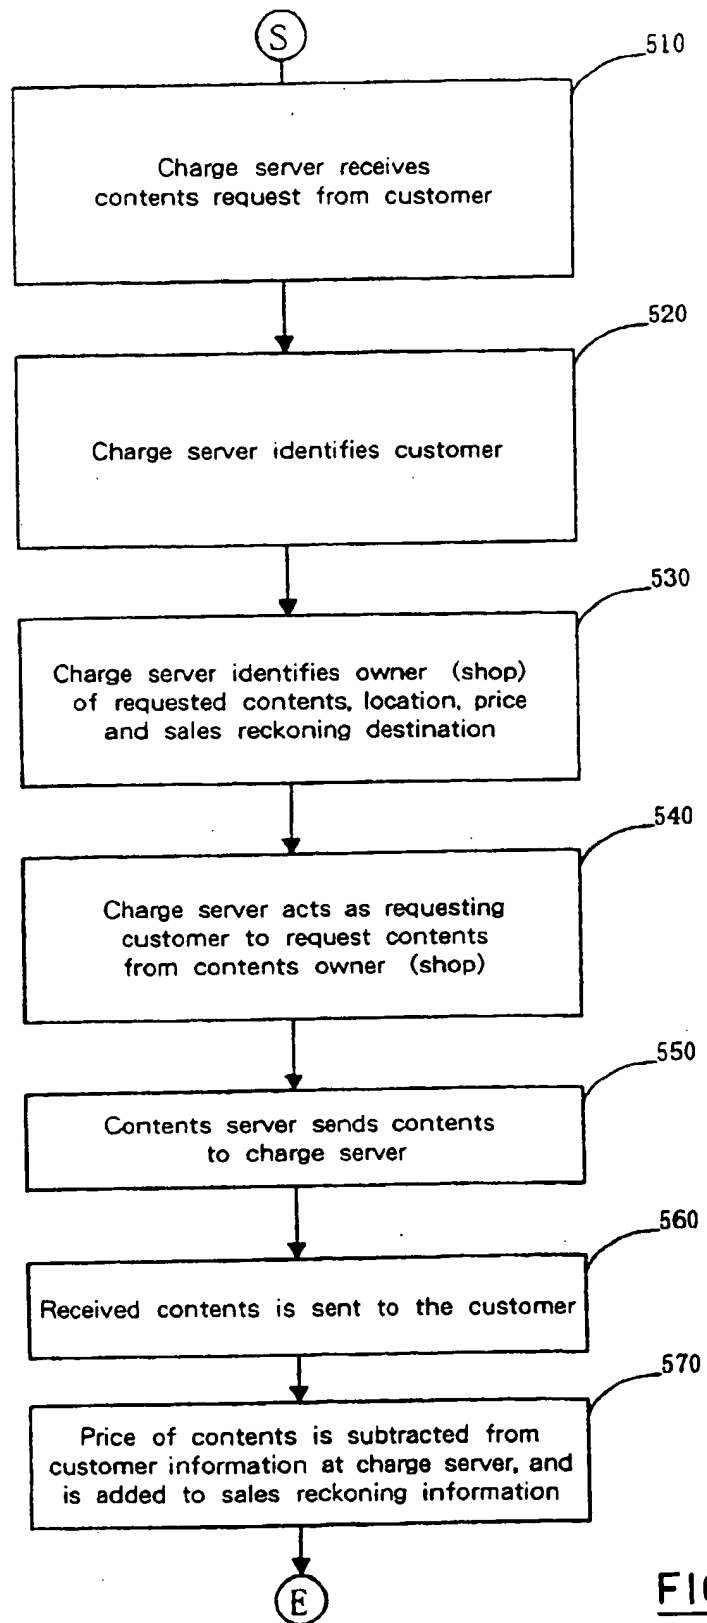 S
510
Charge server receives
contents request from customer
520
Charge server identifies customer
530
Charge server identifies owner (shop)
of requested contents, location, price
and sales reckoning destination
540
Charge server acts as requesting
customer to request contents
from contents owner (shop)
550
Contents server sends contents
to charge server
560
Received contents is sent to the customer
570
Price of contents is subtracted from
customer information at charge server, and
is added to sales reckoning information
E